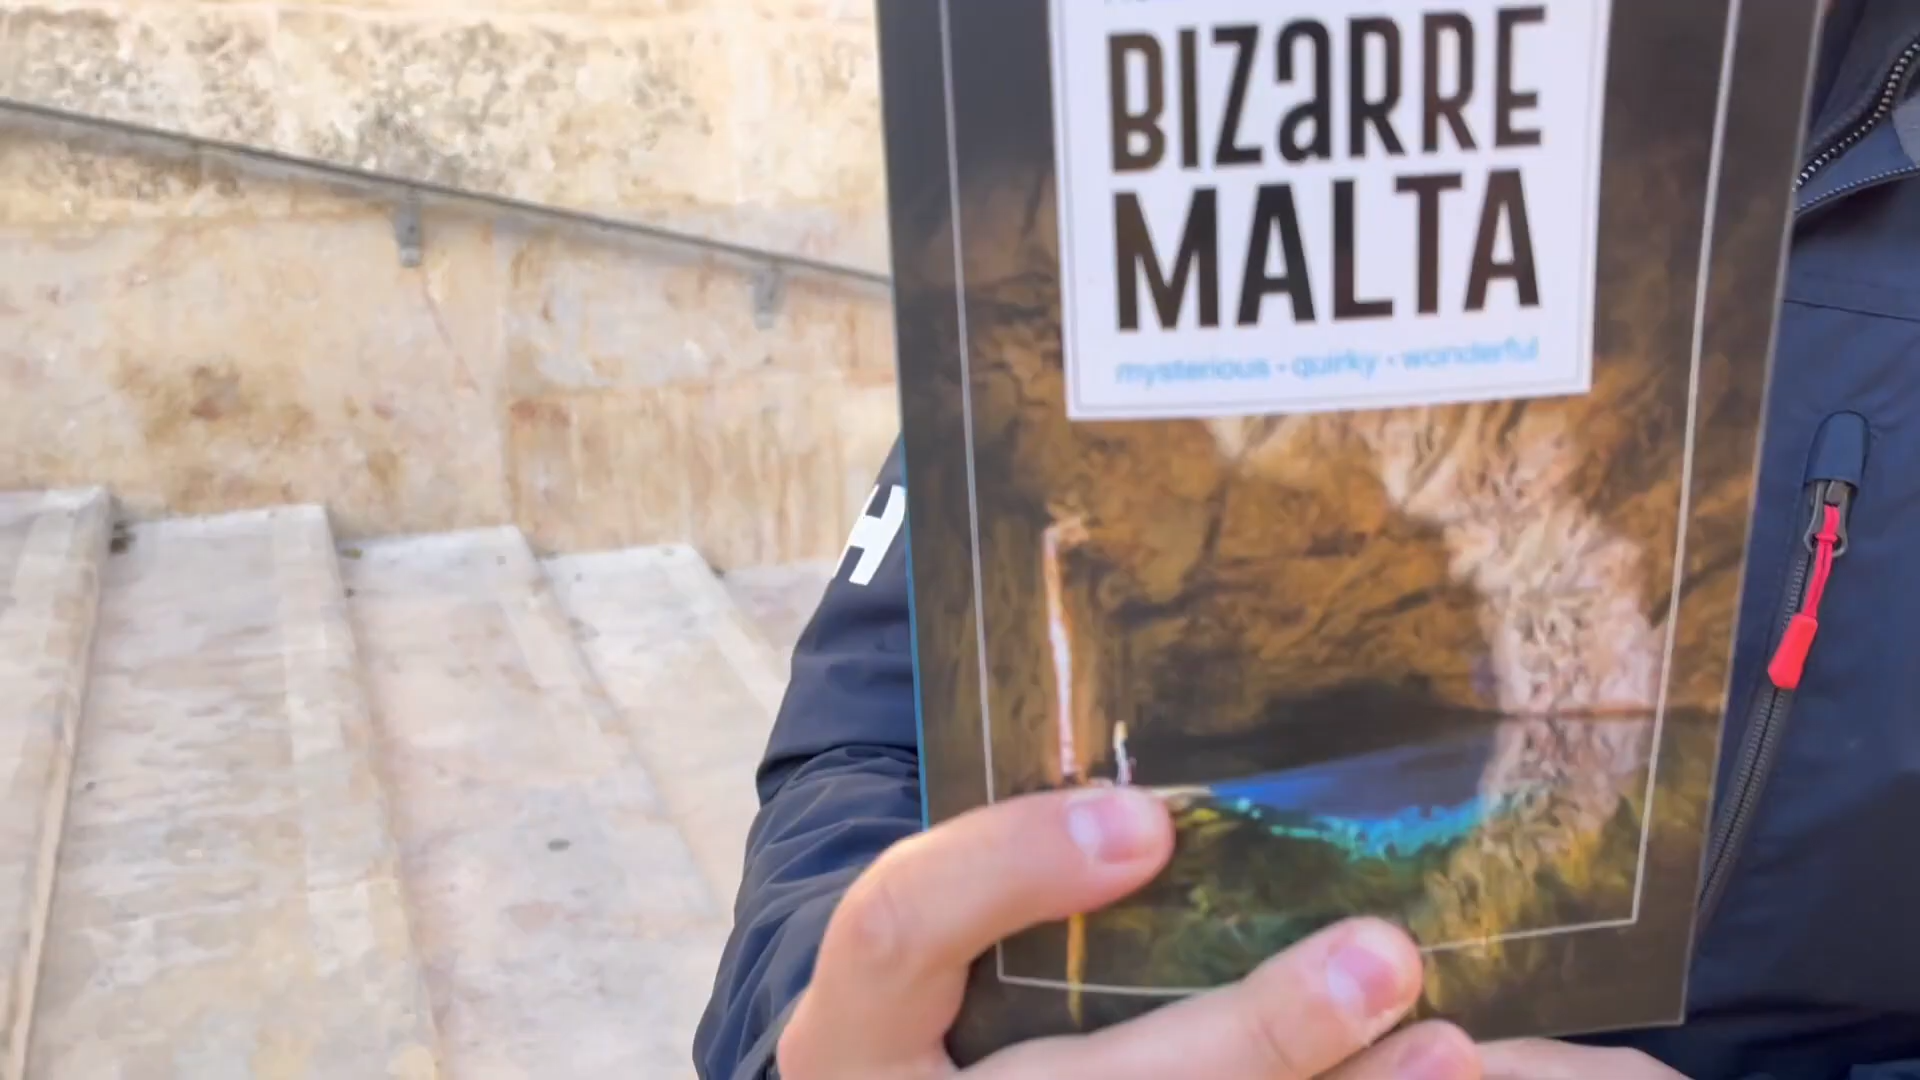 BIZaRRE
MALTA
mysterious • quirky • wonderful
H